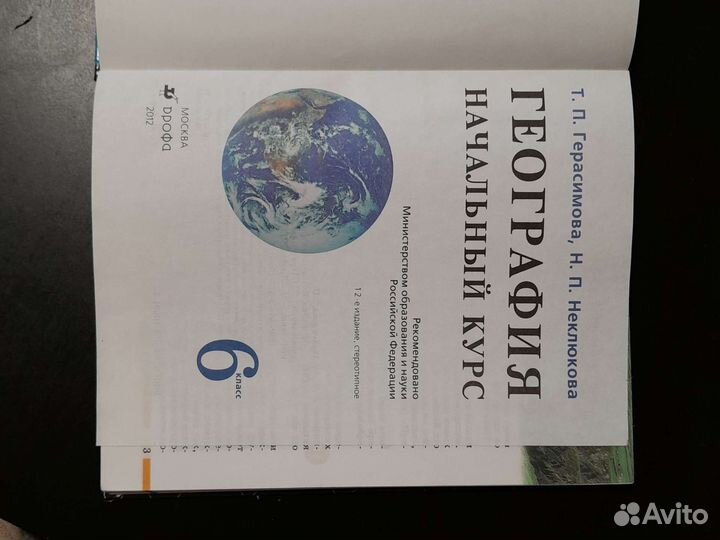 Т. П. Герасимова, Н. П. Неклюкова
ГЕОГРАФИЯ
НАЧАЛЬНЫЙ КУРС
6
класс
Рекомендовано
Министерством образования и науки
Российской Федерации
12-е издание, стереотипное
МОСКВА
Дрофа
2012
3
Avito